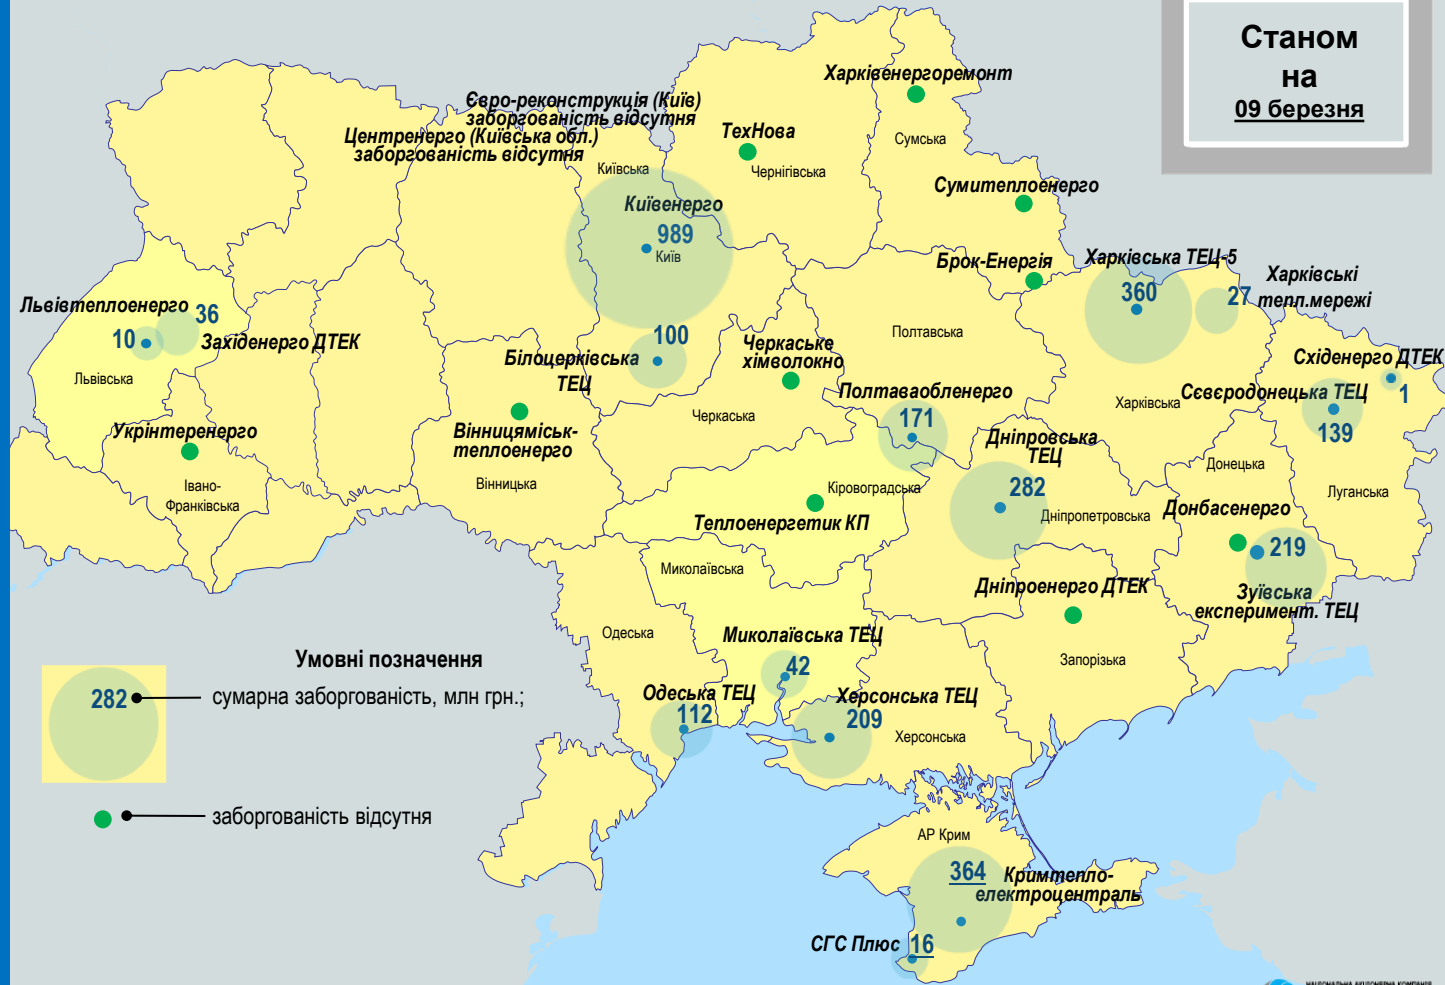 Станом
на
09 березня
Харківенергоремонт
Євро-реконструкція (Київ)
заборгованість відсутня
Центренерго (Київська обл.)
заборгованість відсутня
ТехНова
Сумська
Київська
Чернігівська
Сумитеплоенерго
Київенерго
989
Київ
Брок-Енергія
Харківська ТЕЦ-5
Харківські
тепл.мережі
360
27
Львівтеплоенерго
36
10
Західенерго ДТЕК
Львівська
100
Білоцерківська
ТЕЦ
Черкаське
хімволокно
Полтавська
Східенерго ДТЕК
1
Сєвєродонецька ТЕЦ
139
Полтаваобленерго
171
Харківська
Черкаська
Укрінтеренерго
Вінницяміськ-
теплоенерго
Дніпровська
ТЕЦ
282
Донецька
Івано-
Франківська
Вінницька
Кіровоградська
Луганська
Теплоенергетик КП
Дніпропетровська
Донбасенерго
219
Зуївська
експеримент. ТЕЦ
Миколаївська
Дніпроенерго ДТЕК
Одеська
Миколаївська ТЕЦ
42
Запорізька
Умовні позначення
282
сумарна заборгованість, млн грн.;
Одеська ТЕЦ
112
Херсонська ТЕЦ
209
Херсонська
заборгованість відсутня
АР Крим
364
Кримтепло-
електроцентраль
СГС Плюс
16
НАЦІОНАЛЬНА АКЦІОНЕРНА КОМПАНІЯ